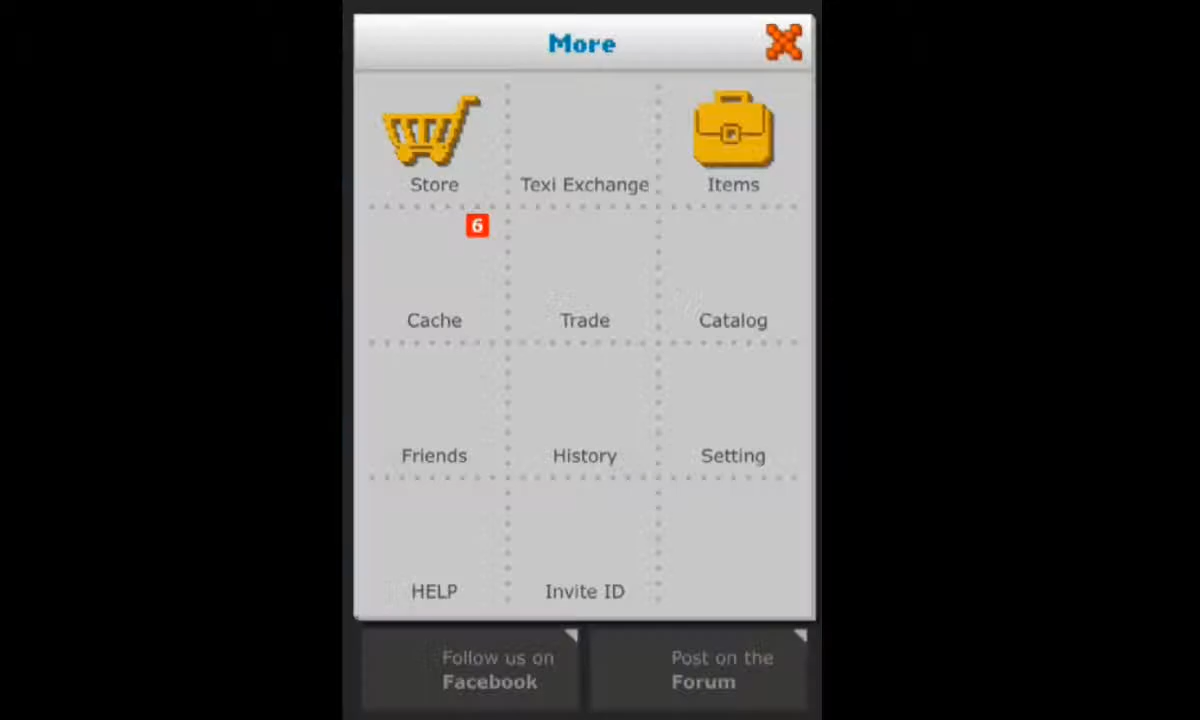 More
Store
Texi Exchange
Items
6
Cache
Trade
Catalog
Friends
History
Setting
HELP
Invite ID
Follow us on
Facebook
Post on the
Forum